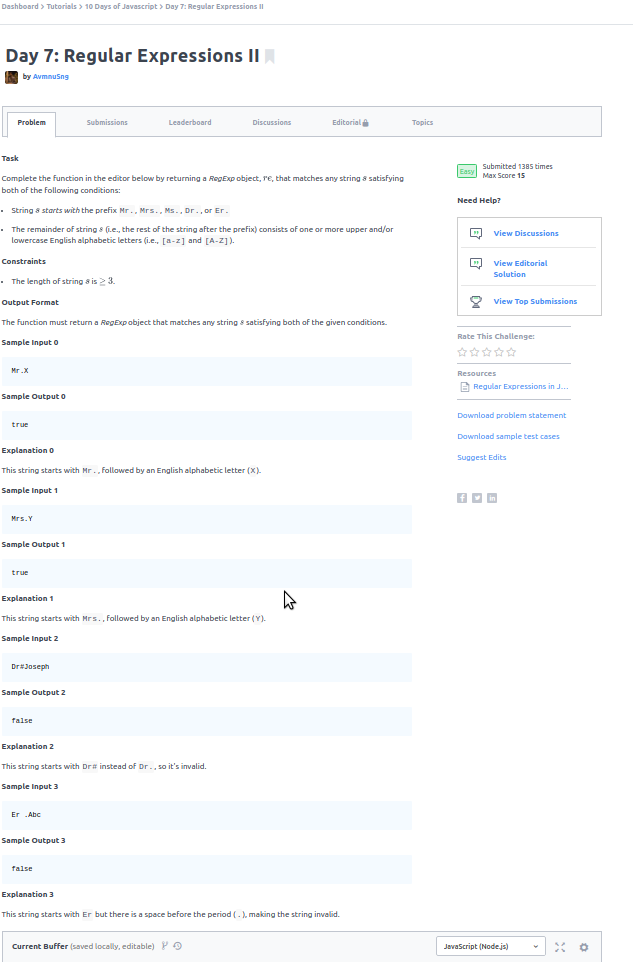 Dashboard > Tutorials > 10 Days of Javascript > Day 7: Regular Expressions II
Day 7: Regular Expressions II
by AvmnuSng
Problem
Submissions
Leaderboard
Discussions
Editorial
Topics
Task
Complete the function in the editor below by returning a RegExp object, re, that matches any string s satisfying
both of the following conditions:
• String s starts with the prefix Mr., Mrs., Ms., Dr., or Er.
• The remainder of string s (i.e., the rest of the string after the prefix) consists of one or more upper and/or
lowercase English alphabetic letters (i.e., [a-z] and [A-Z]).
Constraints
• The length of string s is ≥ 3.
Output Format
The function must return a RegExp object that matches any string s satisfying both of the given conditions.
Sample Input 0
Mr.X
Sample Output 0
true
Explanation 0
This string starts with Mr., followed by an English alphabetic letter (X).
Sample Input 1
Mrs.Y
Sample Output 1
true
Explanation 1
This string starts with Mrs., followed by an English alphabetic letter (Y).
Sample Input 2
Dr#Joseph
Sample Output 2
false
Explanation 2
This string starts with Dr# instead of Dr., so it's invalid.
Sample Input 3
Er .Abc
Sample Output 3
false
Explanation 3
This string starts with Er but there is a space before the period (.), making the string invalid.
Easy
Submitted 1385 times
Max Score 15
Need Help?
View Discussions
View Editorial
Solution
View Top Submissions
Rate This Challenge:
Resources
Regular Expressions in J...
Download problem statement
Download sample test cases
Suggest Edits
Current Buffer (saved locally, editable)
JavaScript (Node.js)